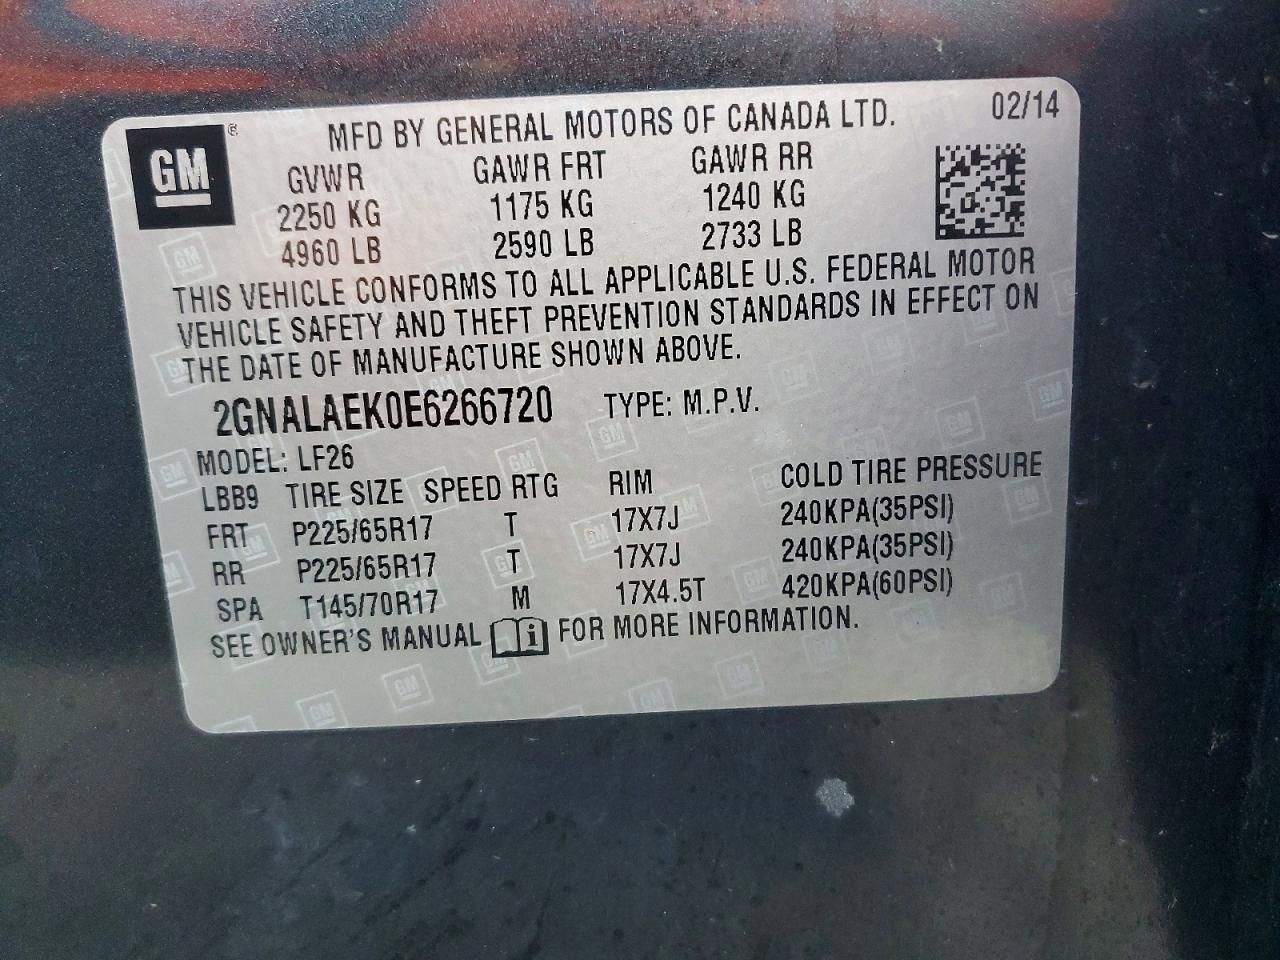 GM® MFD BY GENERAL MOTORS OF CANADA LTD. 02/14
GVWR GAWR FRT GAWR RR
2250 KG 1175 KG 1240 KG
4960 LB 2590 LB 2733 LB
THIS VEHICLE CONFORMS TO ALL APPLICABLE U.S. FEDERAL MOTOR
VEHICLE SAFETY AND THEFT PREVENTION STANDARDS IN EFFECT ON
THE DATE OF MANUFACTURE SHOWN ABOVE.
2GNALAEK0E6266720 TYPE: M.P.V.
MODEL: LF26
LBB9 TIRE SIZE SPEED RTG RIM COLD TIRE PRESSURE
FRT P225/65R17 T 17X7J 240KPA(35PSI)
RR P225/65R17 T 17X7J 240KPA(35PSI)
SPA T145/70R17 M 17X4.5T 420KPA(60PSI)
SEE OWNER'S MANUAL i FOR MORE INFORMATION.